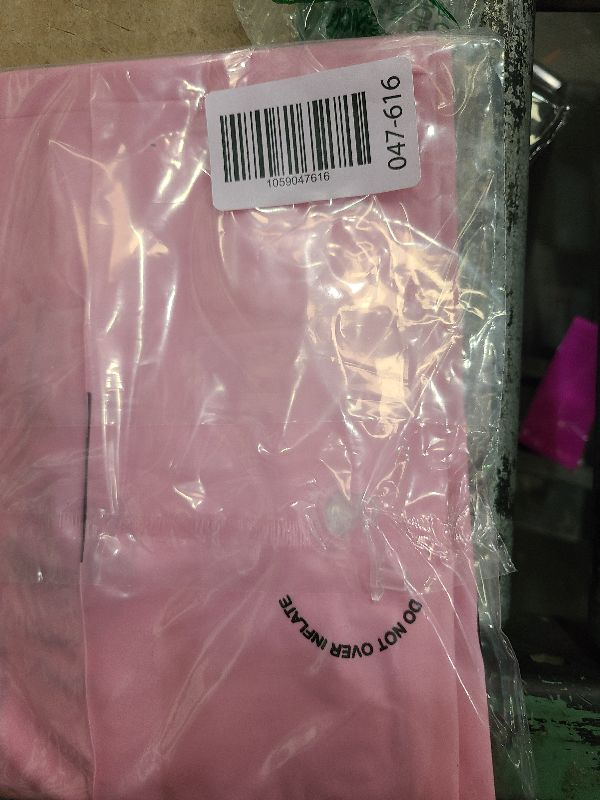 1059047616
047-616
DO NOT OVER INFLATE